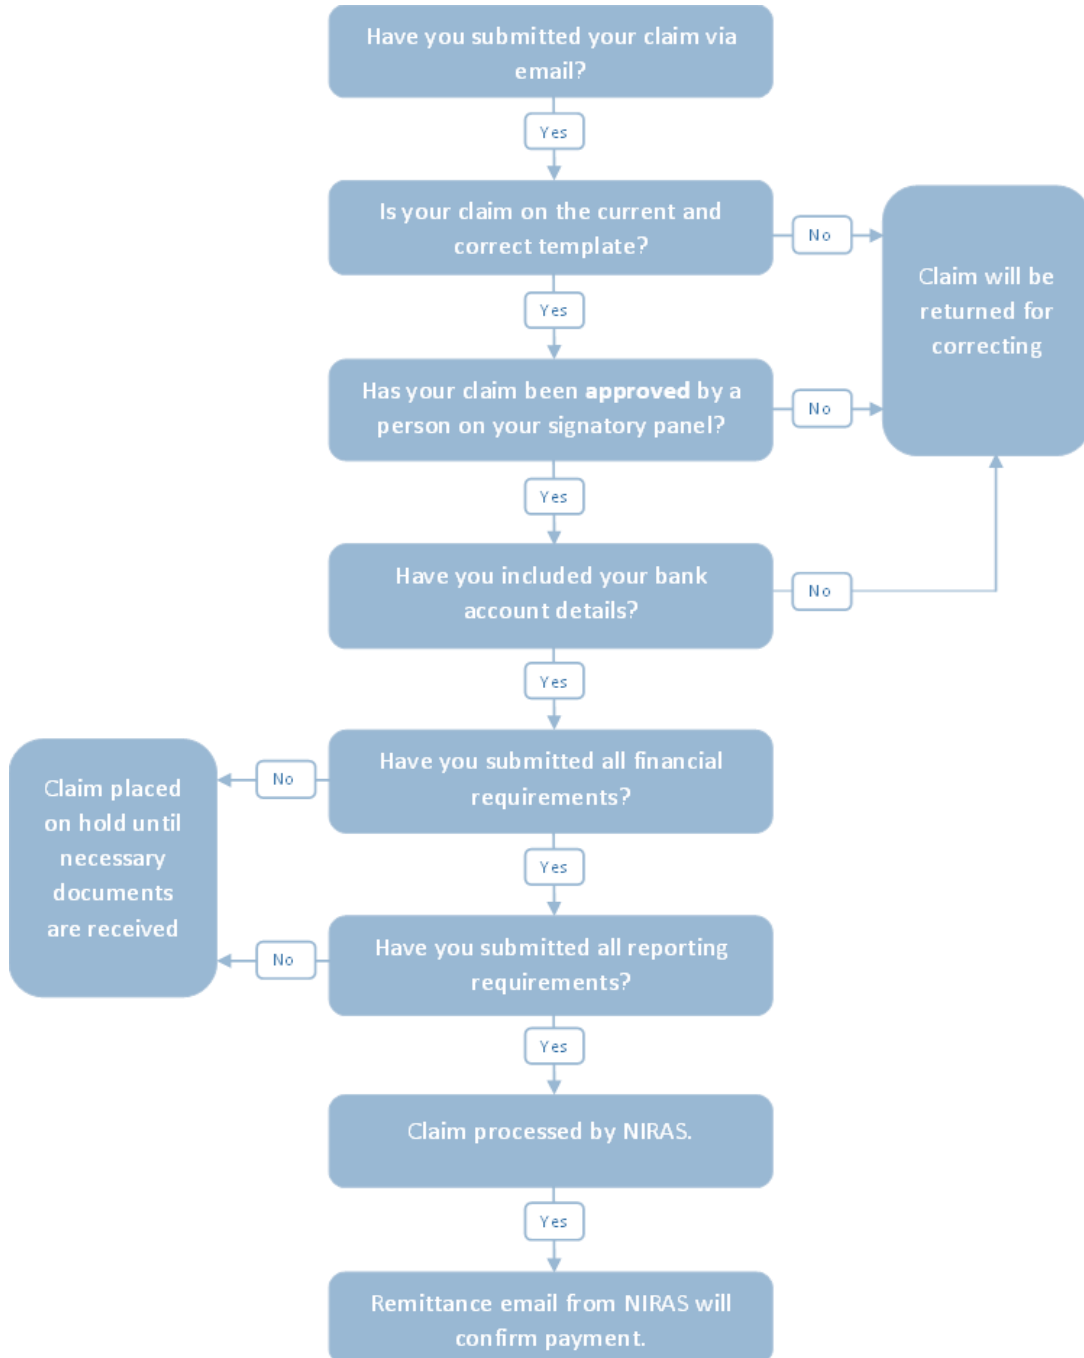 Have you submitted your claim via
email?
Yes
Is your claim on the current and
correct template?
No
Claim will be
returned for
correcting
Yes
Has your claim been approved by a
person on your signatory panel?
No
Yes
Have you included your bank
account details?
No
Yes
Have you submitted all financial
requirements?
No
Claim placed
on hold until
necessary
documents
are received
Yes
Have you submitted all reporting
requirements?
No
Yes
Claim processed by NIRAS.
Yes
Remittance email from NIRAS will
confirm payment.